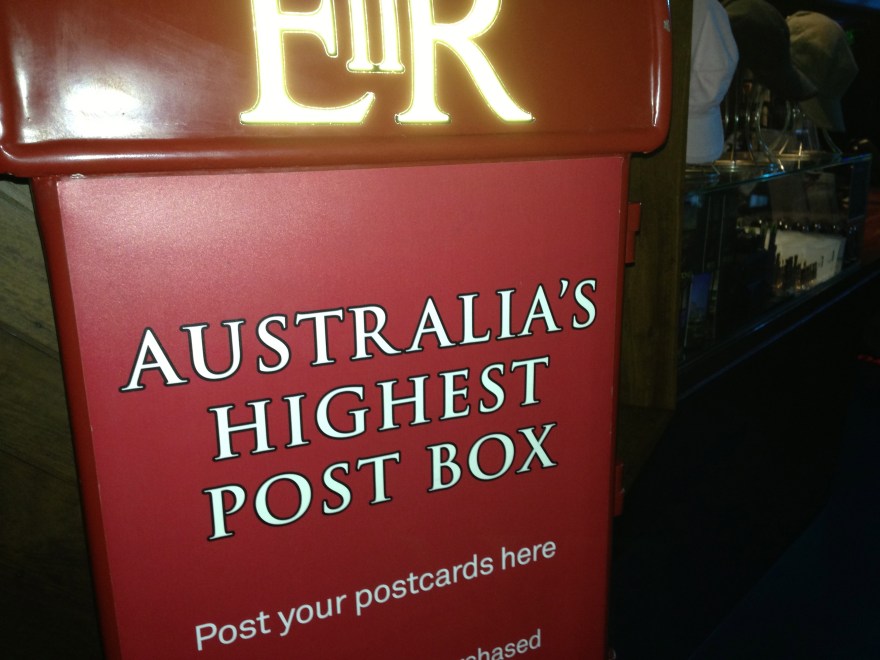 EIIR
AUSTRALIA'S
HIGHEST
POST BOX
Post your postcards here